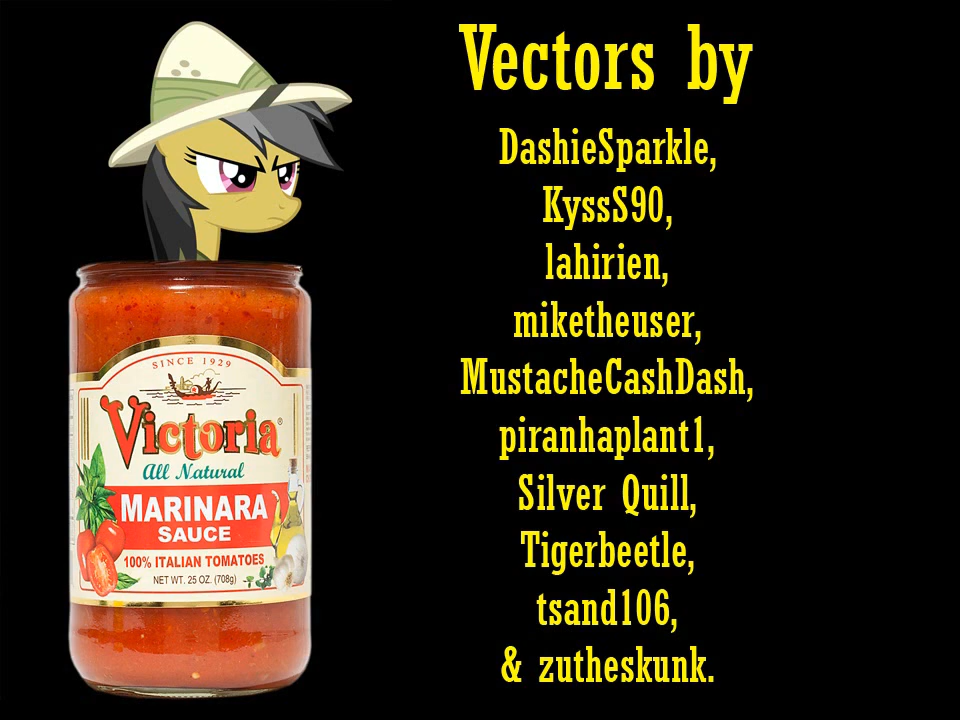 Vectors by
DashieSparkle,
KyssS90,
lahirien,
miketheuser,
MustacheCashDash,
piranhaplant1,
Silver Quill,
Tigerbeetle,
tsand106,
& zutheskunk.
SINCE 1929
Victoria®
All Natural
MARINARA
SAUCE
100% ITALIAN TOMATOES
NET WT. 25 OZ. (708g)